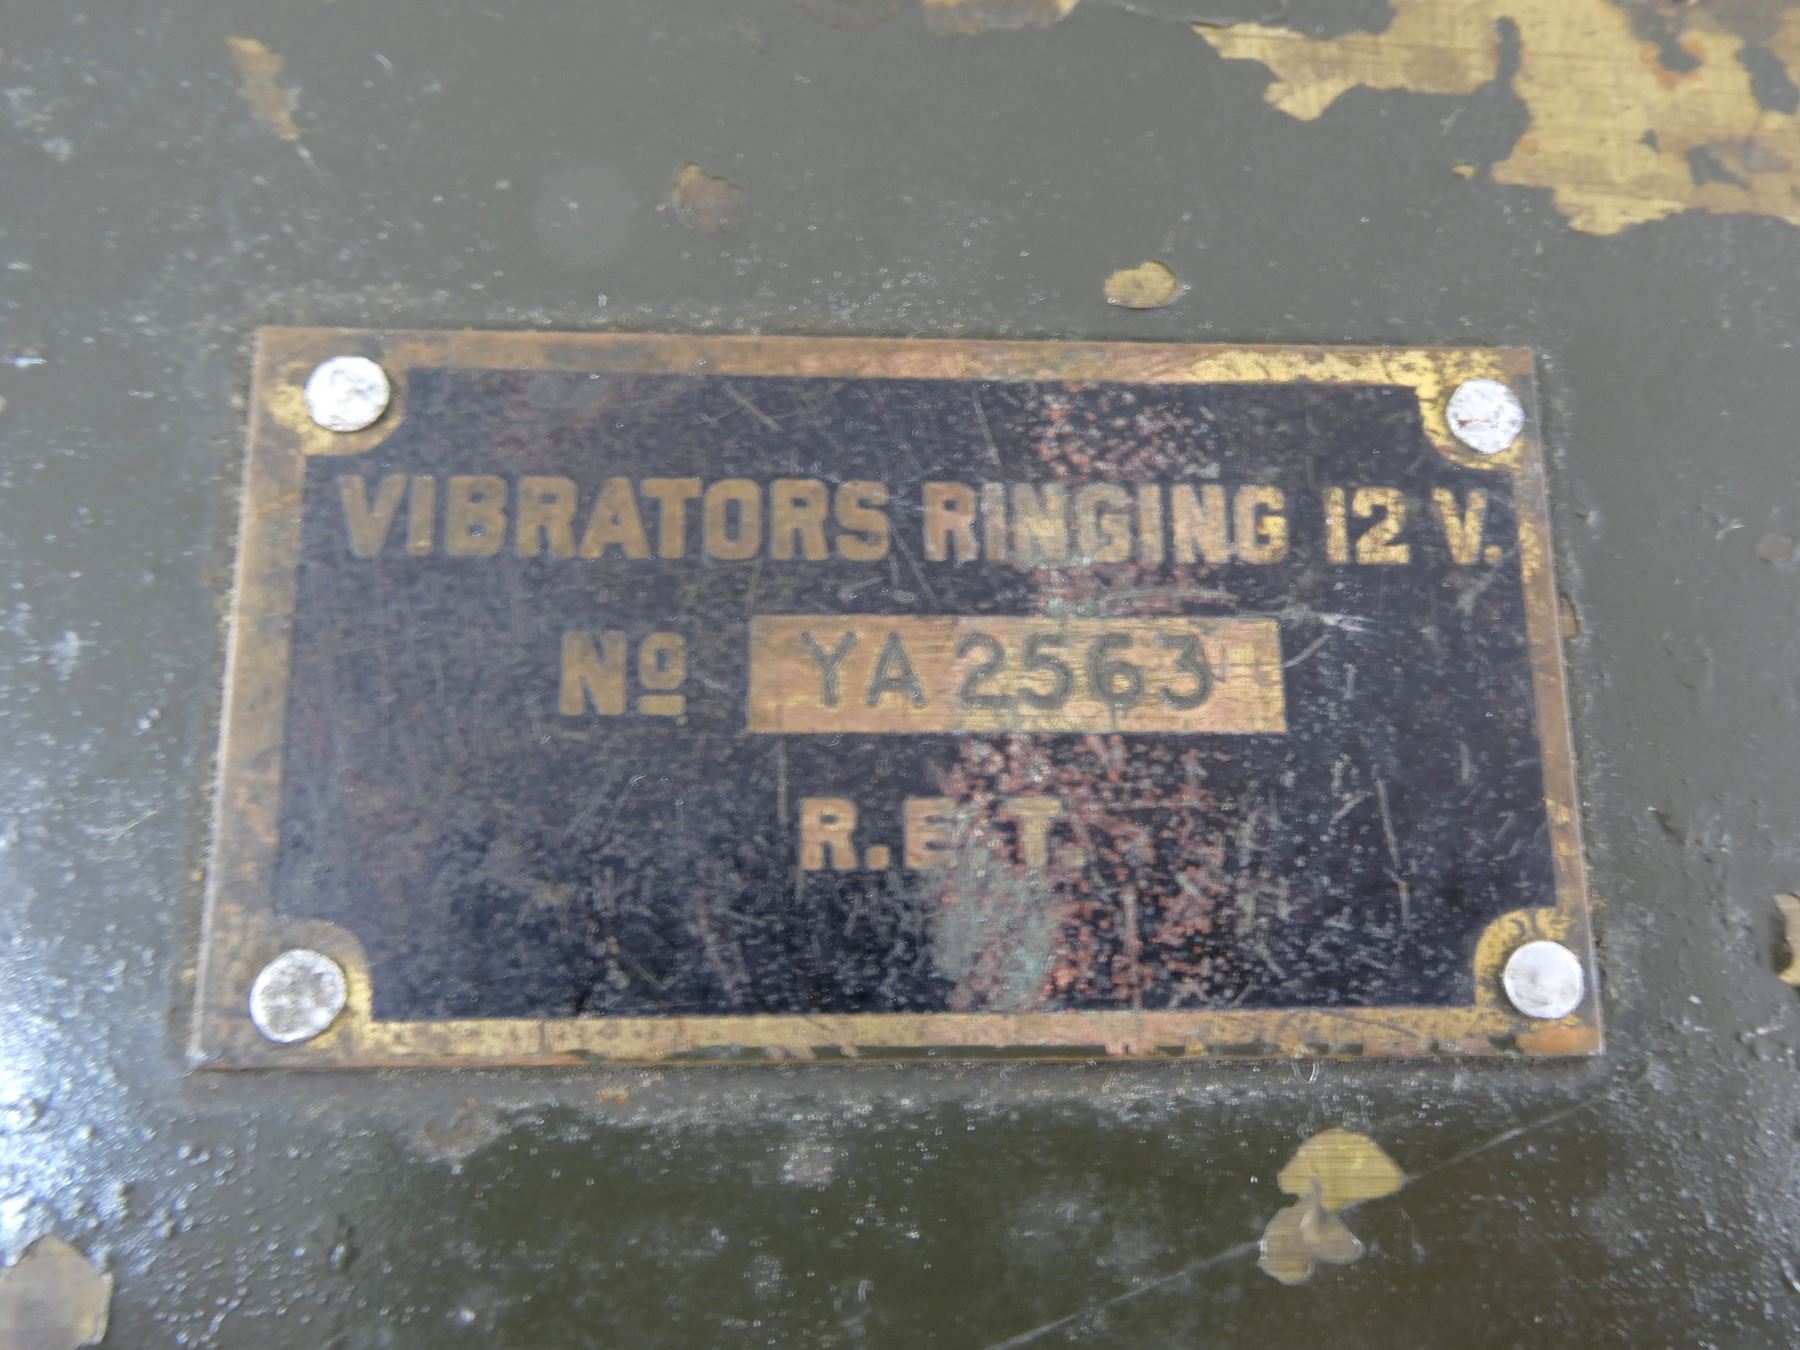 VIBRATORS RINGING 12 V.
Nº YA 2563
R.E.T.